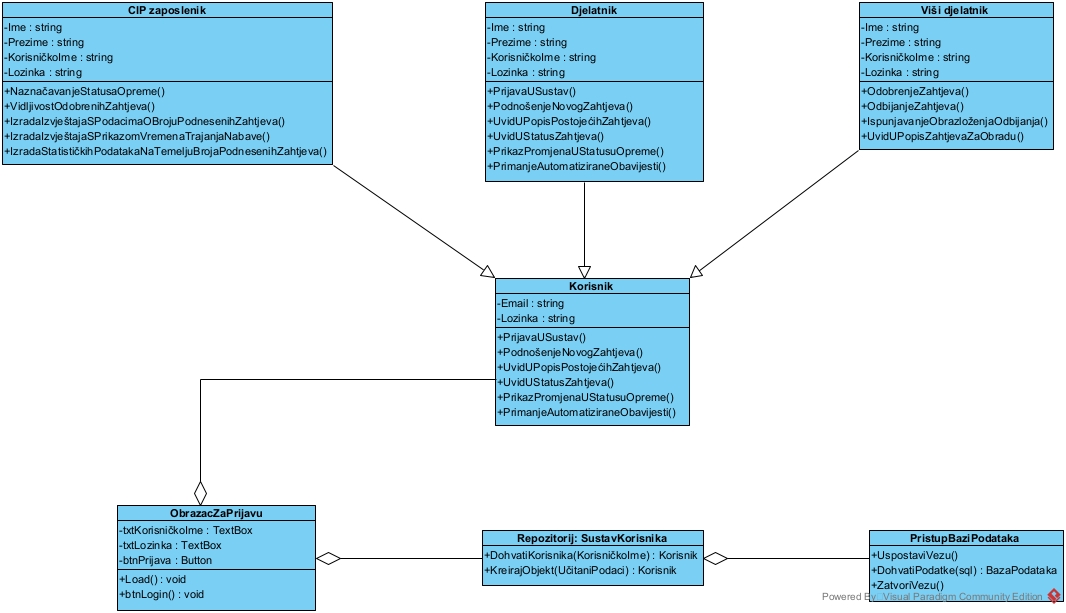 CIP zaposlenik
-Ime : string
-Prezime : string
-KorisničkoIme : string
-Lozinka : string
+NaznačavanjeStatusaOpreme()
+VidljivostOdobrenihZahtjeva()
+IzradaIzvještajaSPodacimaOBrojuPodnesenihZahtjeva()
+IzradaIzvještajaSPrikazomVremenaTrajanjaNabave()
+IzradaStatističkihPodatakaNaTemeljuBrojaPodnesenihZahtjeva()
Djelatnik
-Ime : string
-Prezime : string
-KorisničkoIme : string
-Lozinka : string
+PrijavaUSustav()
+PodnošenjeNovogZahtjeva()
+UvidUPopisPostojećihZahtjeva()
+UvidUStatusZahtjeva()
+PrikazPromjenaUStatusuOpreme()
+PrimanjeAutomatiziraneObavijesti()
Viši djelatnik
-Ime : string
-Prezime : string
-KorisničkoIme : string
-Lozinka : string
+OdobrenjeZahtjeva()
+OdbijanjeZahtjeva()
+IspunjavanjeObrazloženjaOdbijanja()
+UvidUPopisZahtjevaZaObradu()
Korisnik
-Email : string
-Lozinka : string
+PrijavaUSustav()
+PodnošenjeNovogZahtjeva()
+UvidUPopisPostojećihZahtjeva()
+UvidUStatusZahtjeva()
+PrikazPromjenaUStatusuOpreme()
+PrimanjeAutomatiziraneObavijesti()
ObrazacZaPrijavu
-txtKorisničkoIme : TextBox
-txtLozinka : TextBox
-btnPrijava : Button
+Load() : void
+btnLogin() : void
Repozitorij: SustavKorisnika
+DohvatiKorisnika(KorisničkoIme) : Korisnik
+KreirajObjekt(UčitaniPodaci) : Korisnik
PristupBaziPodataka
+UspostaviVezu()
+DohvatiPodatke(sql) : BazaPodataka
+ZatvoriVezu()
Powered By Visual Paradigm Community Edition